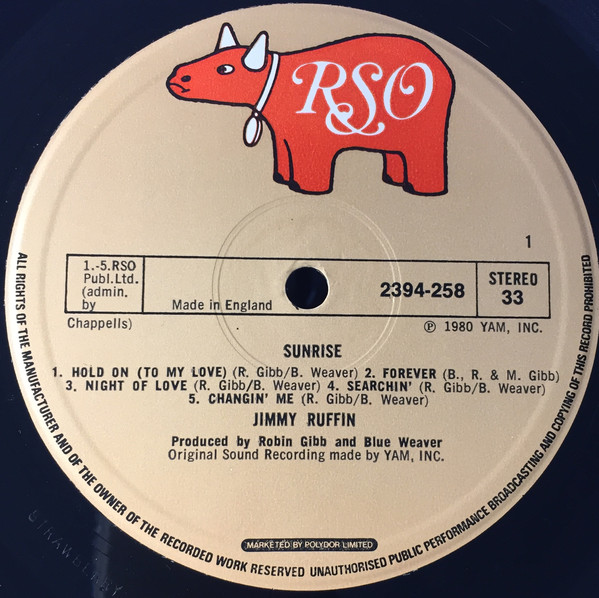 RSO
1
1.-5.RSO
Publ.Ltd.
(admin.
by
Chappells)
Made in England
2394-258
STEREO
33
℗ 1980 YAM, INC.
SUNRISE
1. HOLD ON (TO MY LOVE) (R. Gibb/B. Weaver) 2. FOREVER (B., R. & M. Gibb)
3. NIGHT OF LOVE (R. Gibb/B. Weaver) 4. SEARCHIN' (R. Gibb/B. Weaver)
5. CHANGIN' ME (R. Gibb/B. Weaver)
JIMMY RUFFIN
Produced by Robin Gibb and Blue Weaver
Original Sound Recording made by YAM, INC.
MARKETED BY POLYDOR LIMITED
ALL RIGHTS OF THE MANUFACTURER AND OF THE OWNER OF THE RECORDED WORK RESERVED UNAUTHORISED PUBLIC PERFORMANCE BROADCASTING AND COPYING OF THIS RECORD PROHIBITED